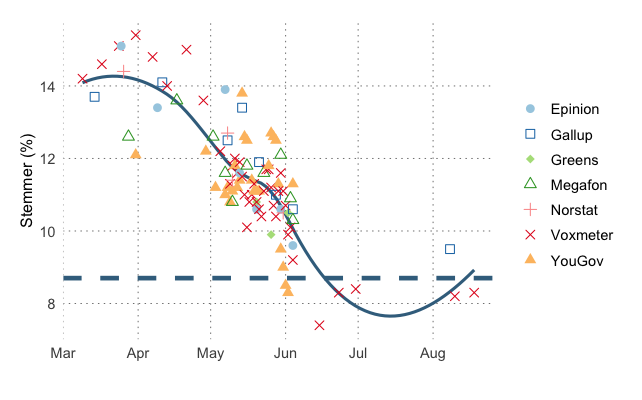 Stemmer (%)
14
12
10
8
Mar Apr May Jun Jul Aug
Epinion
Gallup
Greens
Megafon
Norstat
Voxmeter
YouGov